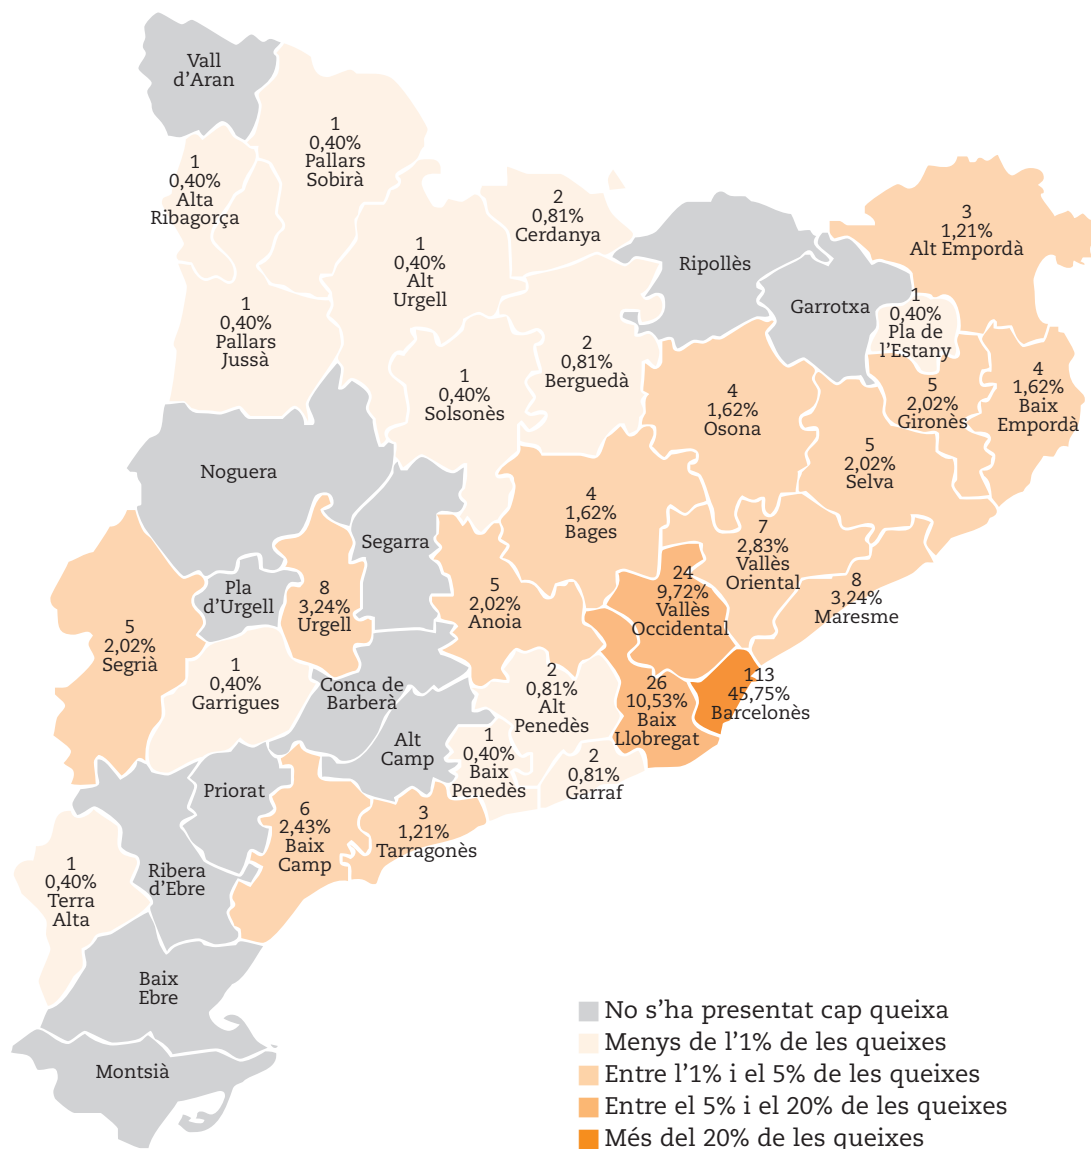 Vall
d'Aran
1
0,40%
Pallars
Sobirà
1
0,40%
Alta
Ribagorça
2
0,81%
Cerdanya
3
1,21%
Alt Empordà
1
0,40%
Alt
Urgell
Ripollès
Garrotxa
1
0,40%
Pla de
l'Estany
1
0,40%
Pallars
Jussà
2
0,81%
Berguedà
1
0,40%
Solsonès
4
1,62%
Osona
5
2,02%
Gironès
4
1,62%
Baix
Empordà
Noguera
5
2,02%
Selva
4
1,62%
Bages
Segarra
7
2,83%
Vallès
Oriental
Pla
d'Urgell
8
3,24%
Urgell
5
2,02%
Anoia
24
9,72%
Vallès
Occidental
8
3,24%
Maresme
5
2,02%
Segrià
1
0,40%
Garrigues
Conca de
Barberà
2
0,81%
Alt
Penedès
26
10,53%
Baix
Llobregat
113
45,75%
Barcelonès
Alt
Camp
1
0,40%
Baix
Penedès
2
0,81%
Garraf
Priorat
6
2,43%
Baix
Camp
3
1,21%
Tarragonès
1
0,40%
Terra
Alta
Ribera
d'Ebre
Baix
Ebre
Montsià
No s'ha presentat cap queixa
Menys de l'1% de les queixes
Entre l'1% i el 5% de les queixes
Entre el 5% i el 20% de les queixes
Més del 20% de les queixes